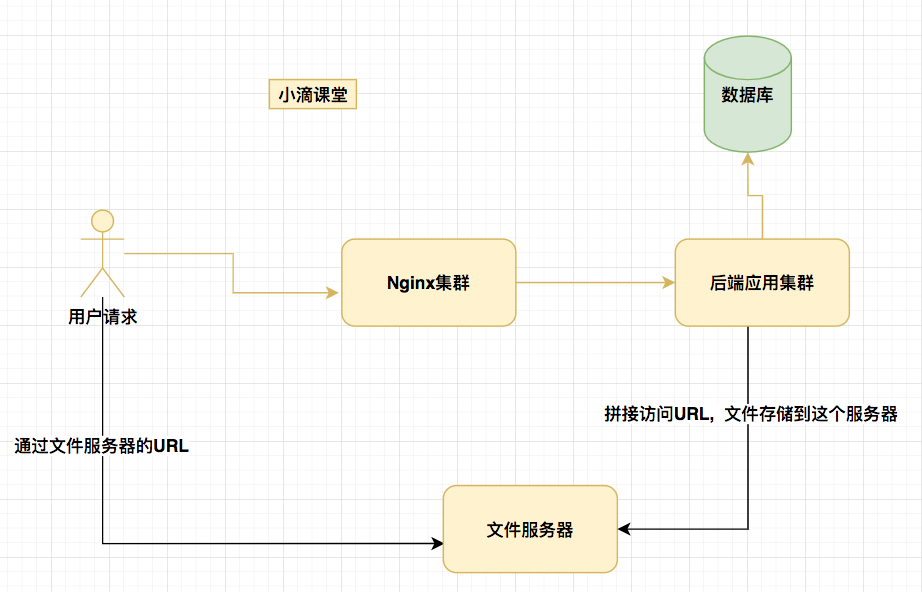 小滴课堂
数据库
Nginx集群
后端应用集群
用户请求
拼接访问URL，文件存储到这个服务器
通过文件服务器的URL
文件服务器